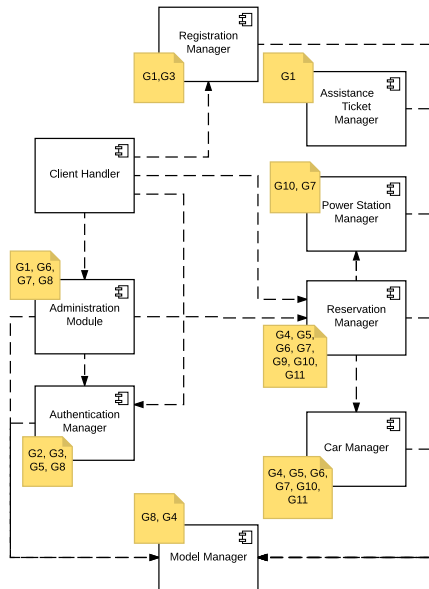 Registration
Manager
G1,G3
G1
Assistance
Ticket
Manager
Client Handler
G10, G7
Power Station
Manager
G1, G6,
G7, G8
Administration
Module
Reservation
Manager
G4, G5,
G6, G7,
G9, G10,
G11
Authentication
Manager
G2, G3,
G5, G8
Car Manager
G4, G5, G6,
G7, G10,
G11
G8, G4
Model Manager